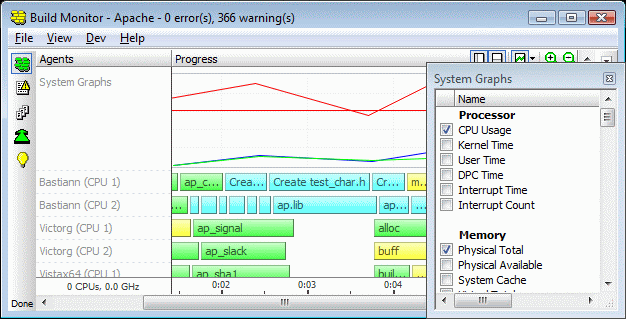 Build Monitor - Apache - 0 error(s), 366 warning(s)
File View Dev Help
Agents Progress
System Graphs
Bastiann (CPU 1) ap_c... Crea... Create test_char.h Cr... m...
Bastiann (CPU 2) ap.lib ap...
Victorg (CPU 1) ap_signal alloc
Victorg (CPU 2) ap_slack buff
Vistax64 (CPU 1) ap_sha1 buil...
0 CPUs, 0.0 GHz 0:02 0:03 0:04
Done
System Graphs
Name
Processor
CPU Usage
Kernel Time
User Time
DPC Time
Interrupt Time
Interrupt Count
Memory
Physical Total
Physical Available
System Cache